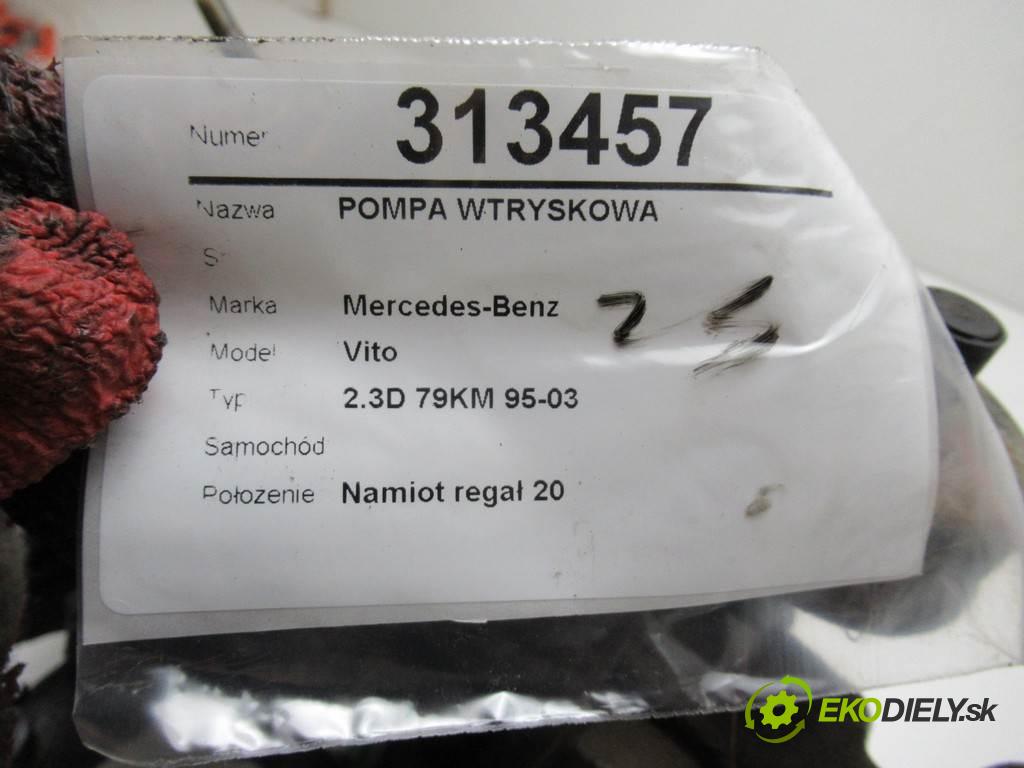 Numer 313457
Nazwa POMPA WTRYSKOWA
Marka Mercedes-Benz
Model Vito
Typ 2.3D 79KM 95-03
Samochód
Położenie Namiot regał 20
EKODIELY.sk